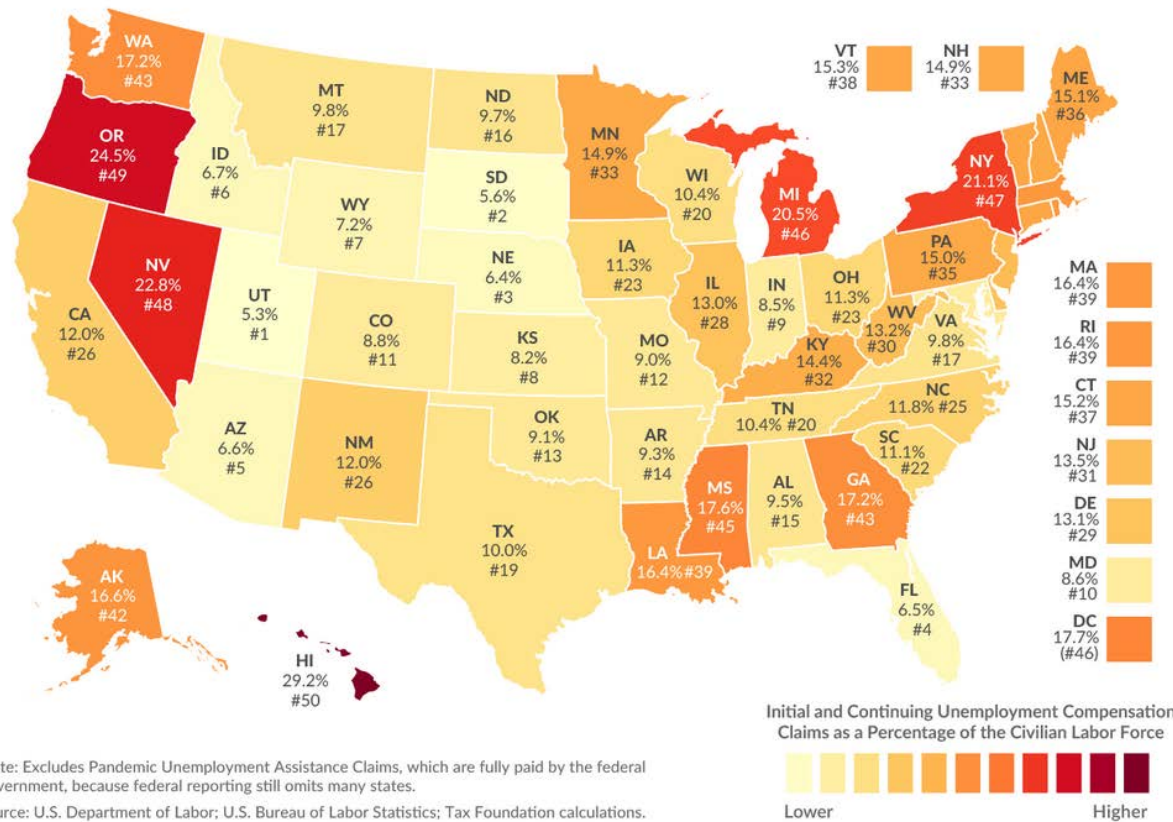 WA
17.2%
#43
MT
9.8%
#17
ND
9.7%
#16
MN
14.9%
#33
VT
15.3%
#38
NH
14.9%
#33
ME
15.1%
#36
OR
24.5%
#49
ID
6.7%
#6
WY
7.2%
#7
SD
5.6%
#2
WI
10.4%
#20
MI
20.5%
#46
NY
21.1%
#47
NV
22.8%
#48
UT
5.3%
#1
NE
6.4%
#3
IA
11.3%
#23
IL
13.0%
#28
IN
8.5%
#9
OH
11.3%
#23
PA
15.0%
#35
CA
12.0%
#26
CO
8.8%
#11
KS
8.2%
#8
MO
9.0%
#12
KY
14.4%
#32
WV
13.2%
#30
VA
9.8%
#17
MA
16.4%
#39
RI
16.4%
#39
CT
15.2%
#37
NJ
13.5%
#31
DE
13.1%
#29
MD
8.6%
#10
DC
17.7%
(#46)
AZ
6.6%
#5
NM
12.0%
#26
OK
9.1%
#13
AR
9.3%
#14
TN
10.4% #20
NC
11.8% #25
SC
11.1%
#22
TX
10.0%
#19
LA
16.4% #39
MS
17.6%
#45
AL
9.5%
#15
GA
17.2%
#43
FL
6.5%
#4
AK
16.6%
#42
HI
29.2%
#50
Initial and Continuing Unemployment Compensation
Claims as a Percentage of the Civilian Labor Force
Lower
Higher
te: Excludes Pandemic Unemployment Assistance Claims, which are fully paid by the federal
vernment, because federal reporting still omits many states.
urce: U.S. Department of Labor; U.S. Bureau of Labor Statistics; Tax Foundation calculations.